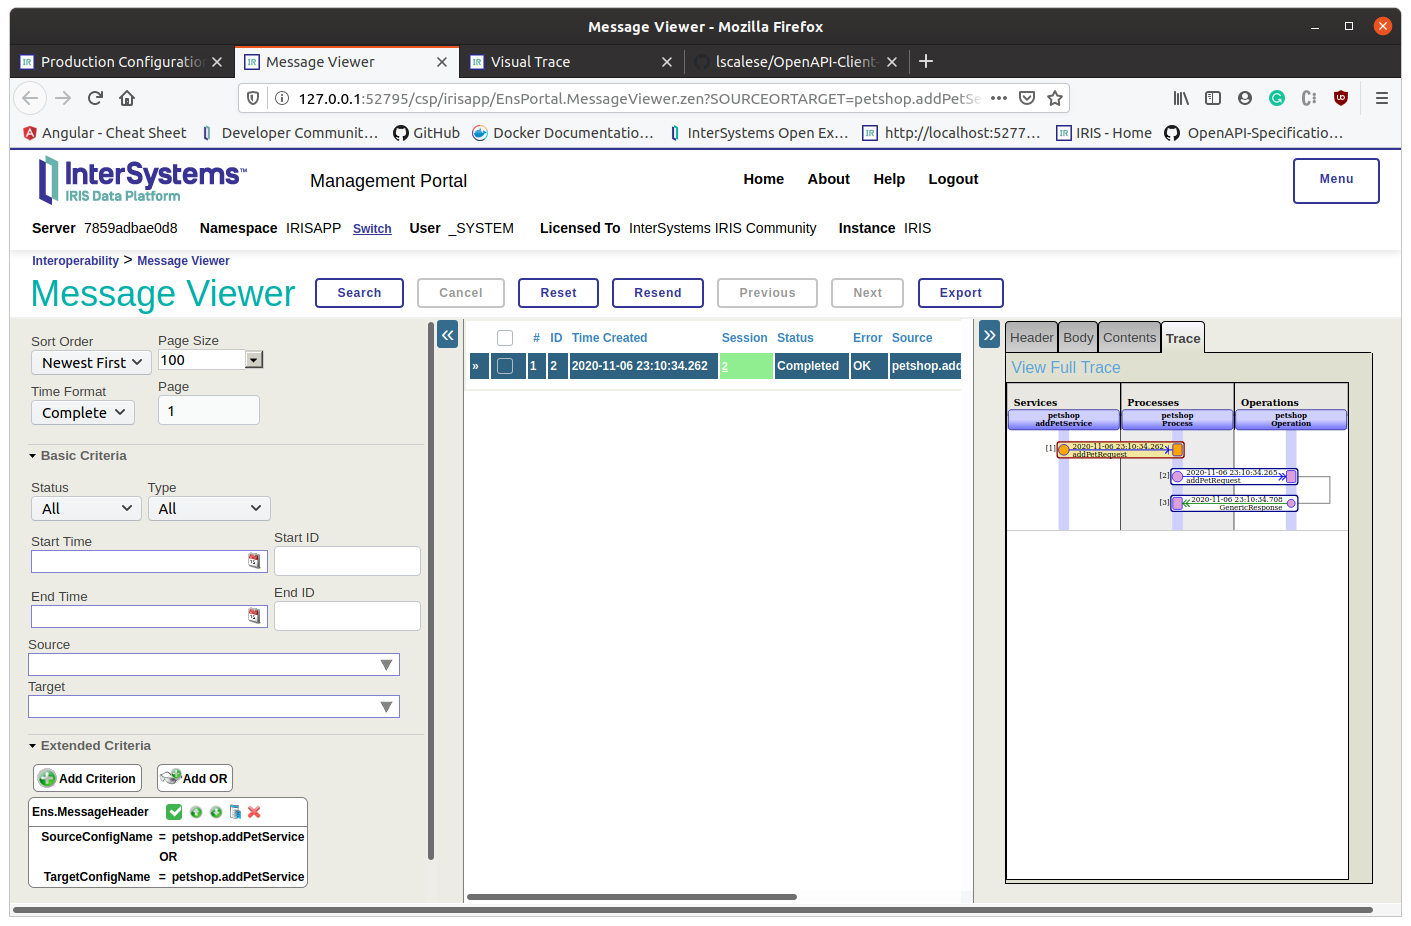 Message Viewer - Mozilla Firefox
Production Configuratio
Message Viewer
Visual Trace
lscalese/OpenAPI-Client-
127.0.0.1:52795/csp/irisapp/EnsPortal.MessageViewer.zen?SOURCEORTARGET=petshop.addPetSe
Angular - Cheat Sheet
Developer Communit…
GitHub
Docker Documentatio…
InterSystems Open Ex…
http://localhost:5277…
IRIS - Home
OpenAPI-Specificatio…
InterSystems™
IRIS Data Platform
Management Portal
Home About Help Logout
Menu
Server 7859adbae0d8 Namespace IRISAPP Switch User _SYSTEM Licensed To InterSystems IRIS Community Instance IRIS
Interoperability > Message Viewer
Message Viewer
Search Cancel Reset Resend Previous Next Export
Sort Order Page Size
Newest First 100
Time Format Page
Complete 1
Basic Criteria
Status Type
All All
Start Time Start ID
End Time End ID
Source
Target
Extended Criteria
Add Criterion Add OR
Ens.MessageHeader
SourceConfigName = petshop.addPetService
OR
TargetConfigName = petshop.addPetService
« 
# ID Time Created Session Status Error Source
» 1 2 2020-11-06 23:10:34.262 2 Completed OK petshop.add
»
Header Body Contents Trace
View Full Trace
Services Processes Operations
petshop addPetService
petshop Process
petshop Operation
[1] 2020-11-06 23:10:34.262
addPetRequest
[2] 2020-11-06 23:10:34.265
addPetRequest
[3] 2020-11-06 23:10:34.708
GenericResponse